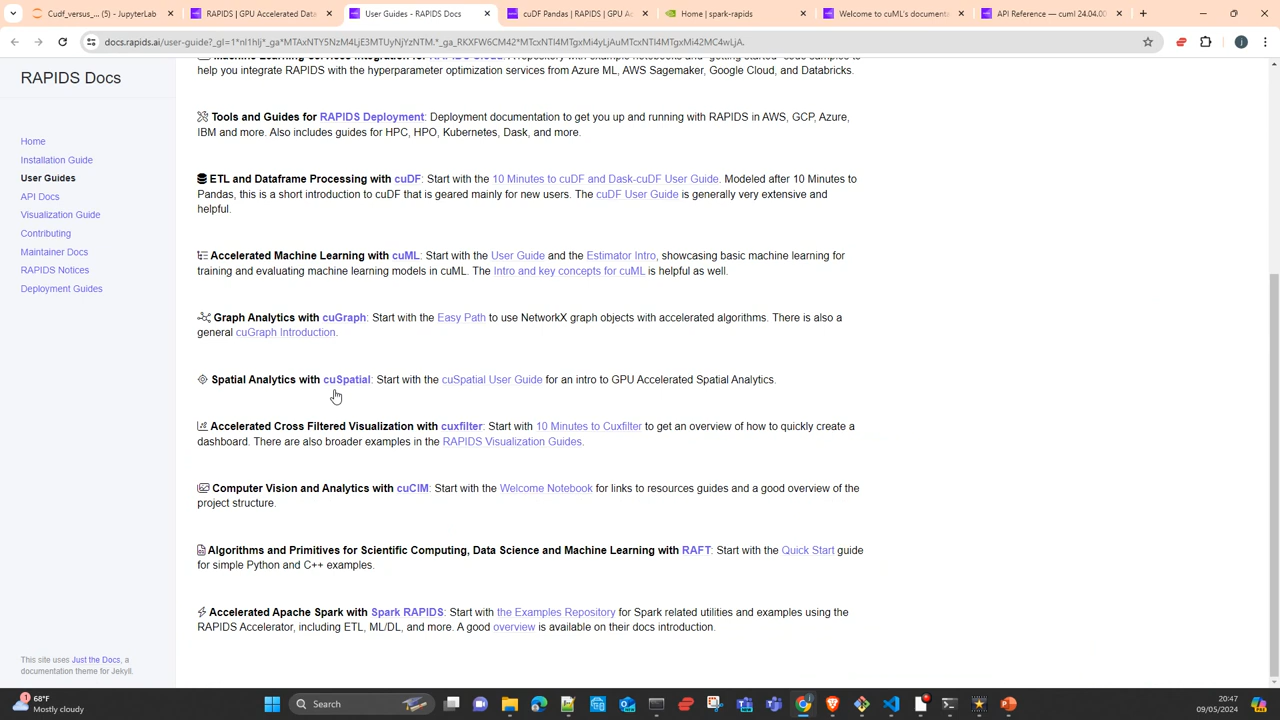 Cudf_versus_... (5) - JupyterLab
RAPIDS | GPU Accelerated Data
User Guides - RAPIDS Docs
cuDF Pandas | RAPIDS | GPU Ac
Home | spark-rapids
Welcome to cuML's documenta
API Reference — cuml 24.04.00
docs.rapids.ai/user-guide?_gl=1*nl1hlj*_ga*MTAxNTY5NzM4LjE3MTUyNjYzNTM.*_ga_RKXFW6CM42*MTcxNTI4MTgxMi4yLjAuMTcxNTI4MTgxMi42MC4wLjA.
RAPIDS Docs
Home
Installation Guide
User Guides
API Docs
Visualization Guide
Contributing
Maintainer Docs
RAPIDS Notices
Deployment Guides
help you integrate RAPIDS with the hyperparameter optimization services from Azure ML, AWS Sagemaker, Google Cloud, and Databricks.
Tools and Guides for RAPIDS Deployment: Deployment documentation to get you up and running with RAPIDS in AWS, GCP, Azure,
IBM and more. Also includes guides for HPC, HPO, Kubernetes, Dask, and more.
ETL and Dataframe Processing with cuDF: Start with the 10 Minutes to cuDF and Dask-cuDF User Guide. Modeled after 10 Minutes to
Pandas, this is a short introduction to cuDF that is geared mainly for new users. The cuDF User Guide is generally very extensive and
helpful.
Accelerated Machine Learning with cuML: Start with the User Guide and the Estimator Intro, showcasing basic machine learning for
training and evaluating machine learning models in cuML. The Intro and key concepts for cuML is helpful as well.
Graph Analytics with cuGraph: Start with the Easy Path to use NetworkX graph objects with accelerated algorithms. There is also a
general cuGraph Introduction.
Spatial Analytics with cuSpatial: Start with the cuSpatial User Guide for an intro to GPU Accelerated Spatial Analytics.
Accelerated Cross Filtered Visualization with cuxfilter: Start with 10 Minutes to Cuxfilter to get an overview of how to quickly create a
dashboard. There are also broader examples in the RAPIDS Visualization Guides.
Computer Vision and Analytics with cuCIM: Start with the Welcome Notebook for links to resources guides and a good overview of the
project structure.
Algorithms and Primitives for Scientific Computing, Data Science and Machine Learning with RAFT: Start with the Quick Start guide
for simple Python and C++ examples.
Accelerated Apache Spark with Spark RAPIDS: Start with the Examples Repository for Spark related utilities and examples using the
RAPIDS Accelerator, including ETL, ML/DL, and more. A good overview is available on their docs introduction.
This site uses Just the Docs, a
documentation theme for Jekyll.
1
68°F
Mostly cloudy
Search
20:47
09/05/2024